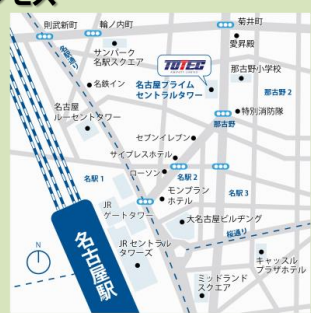 則武新町
輪ノ内町
菊井町
愛昇殿
サンパーク
名駅スクエア
名駅通り
TOTEC
那古野小学校
名鉄イン
名古屋プライム
セントラルタワー
那古野 2
名古屋
ルーセントタワー
特別消防隊
那古野
セブンイレブン
サイプレスホテル
ローソン
名駅 1
名駅 2
名駅 3
モンブラン
ホテル
JR
ゲートタワー
大名古屋ビルヂング
桜通り
名古屋駅
N
JR セントラル
タワーズ
キャッスル
プラザホテル
ミッドランド
スクエア